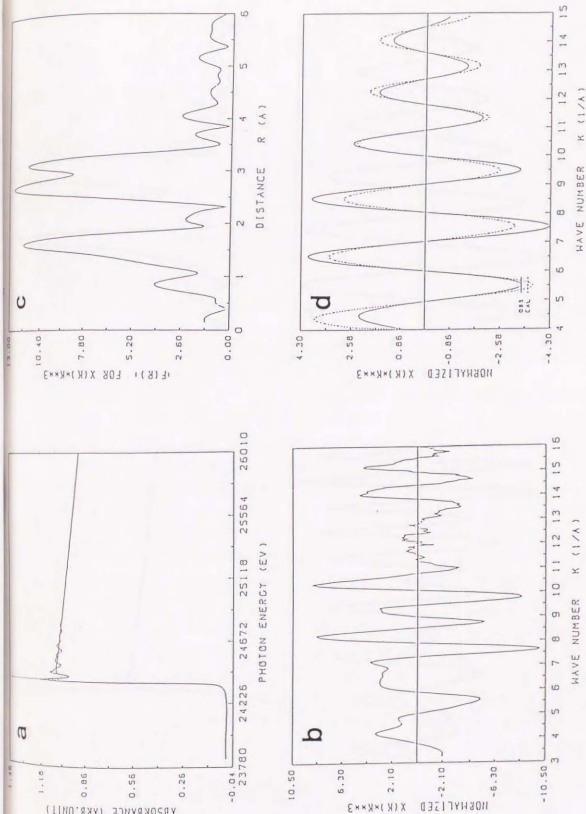 a
1.18
0.86
0.56
0.26
-0.04
ABSORBANCE (ARB.UNIT)
23780 24226 24672 25118 25564 26010
PHOTON ENERGY (EV)
c
13.00
10.40
7.80
5.20
2.60
0.00
|F(R)| FOR X(K)*K**3
0 1 2 3 4 5 6
DISTANCE R (A)
b
10.50
6.30
2.10
-2.10
-6.30
-10.50
NORMALIZED X(K)*K**3
3 4 5 6 7 8 9 10 11 12 13 14 15 16
WAVE NUMBER K (1/A)
d
4.30
2.58
0.86
-0.86
-2.58
-4.30
NORMALIZED X(K)*K**3
OBS
CAL
4 5 6 7 8 9 10 11 12 13 14 15
WAVE NUMBER K (1/A)